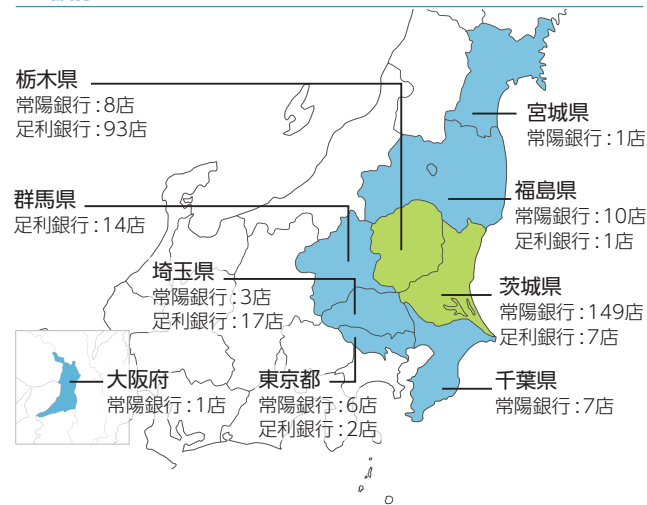 栃木県
常陽銀行:8店
足利銀行:93店
宮城県
常陽銀行:1店
群馬県
足利銀行:14店
福島県
常陽銀行:10店
足利銀行:1店
埼玉県
常陽銀行:3店
足利銀行:17店
茨城県
常陽銀行:149店
足利銀行:7店
大阪府
常陽銀行:1店
東京都
常陽銀行:6店
足利銀行:2店
千葉県
常陽銀行:7店